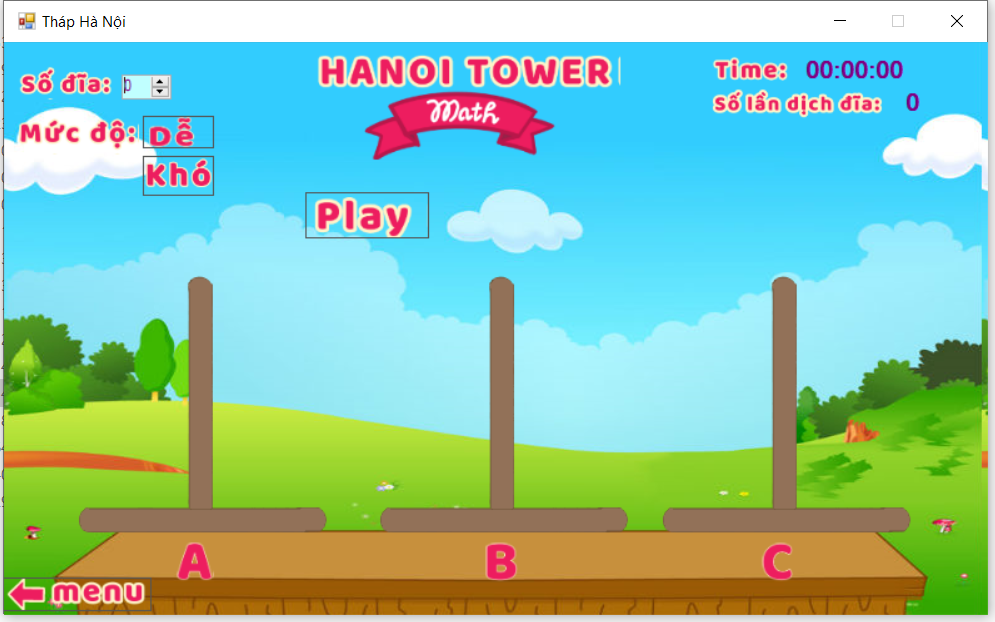 Tháp Hà Nội
Số đĩa: 0
HANOI TOWER
Math
Time: 00:00:00
Số lần dịch đĩa: 0
Mức độ: Dễ
Khó
Play
A B C
menu